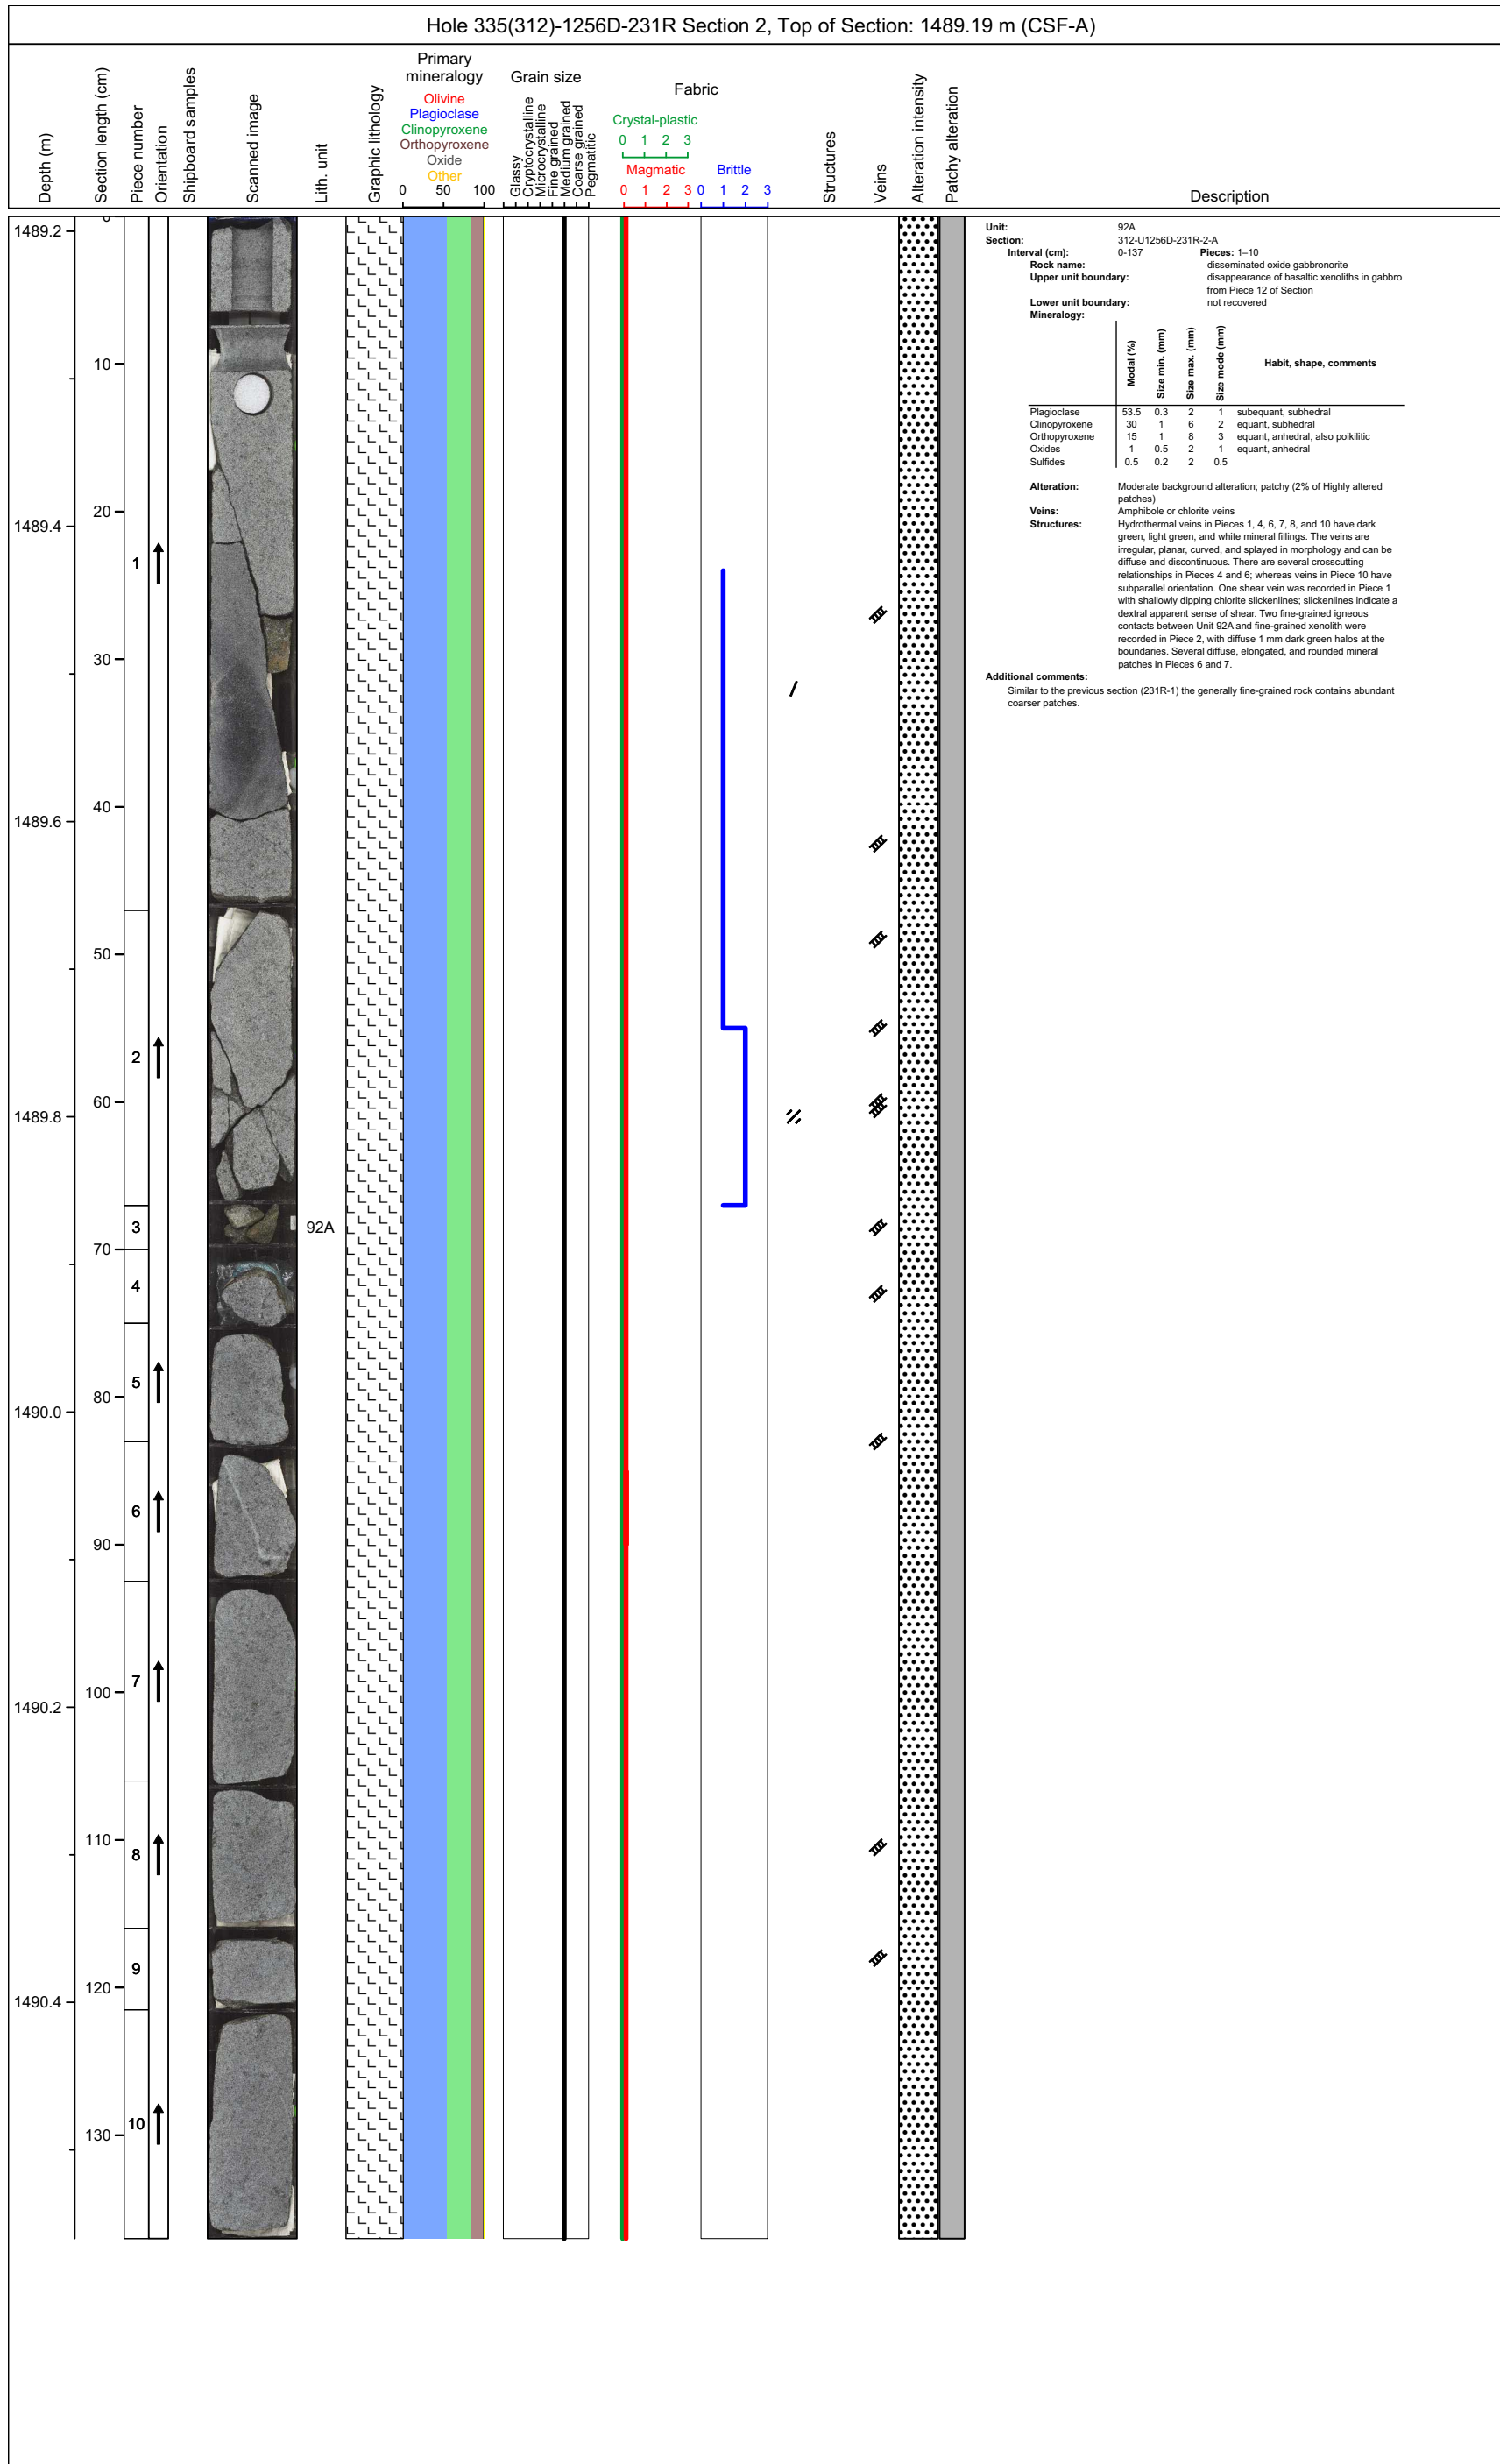 Hole 335(312)-1256D-231R Section 2, Top of Section: 1489.19 m (CSF-A)
Depth (m)
Section length (cm)
Piece number
Orientation
Shipboard samples
Scanned image
Lith. unit
Graphic lithology
Primary
mineralogy
Olivine
Plagioclase
Clinopyroxene
Orthopyroxene
Oxide
Other
0 50 100
Grain size
Glassy
Cryptocrystalline
Microcrystalline
Fine grained
Medium grained
Coarse grained
Pegmatitic
Fabric
Crystal-plastic
0 1 2 3
Magmatic
0 1 2 3
Brittle
0 1 2 3
Structures
Veins
Alteration intensity
Patchy alteration
Description
1489.2
1489.4
1489.6
1489.8
1490.0
1490.2
1490.4
0
10
20
30
40
50
60
70
80
90
100
110
120
130
1
2
3
4
5
6
7
8
9
10
92A
Unit: 92A
Section: 312-U1256D-231R-2-A
Interval (cm): 0-137 Pieces: 1–10
Rock name: disseminated oxide gabbronorite
Upper unit boundary: disappearance of basaltic xenoliths in gabbro
from Piece 12 of Section
Lower unit boundary: not recovered
Mineralogy:
Modal (%)
Size min. (mm)
Size max. (mm)
Size mode (mm)
Habit, shape, comments
Plagioclase 53.5 0.3 2 1 subequant, subhedral
Clinopyroxene 30 1 6 2 equant, subhedral
Orthopyroxene 15 1 8 3 equant, anhedral, also poikilitic
Oxides 1 0.5 2 1 equant, anhedral
Sulfides 0.5 0.2 2 0.5
Alteration: Moderate background alteration; patchy (2% of Highly altered
patches)
Veins: Amphibole or chlorite veins
Structures: Hydrothermal veins in Pieces 1, 4, 6, 7, 8, and 10 have dark
green, light green, and white mineral fillings. The veins are
irregular, planar, curved, and splayed in morphology and can be
diffuse and discontinuous. There are several crosscutting
relationships in Pieces 4 and 6; whereas veins in Piece 10 have
subparallel orientation. One shear vein was recorded in Piece 1
with shallowly dipping chlorite slickenlines; slickenlines indicate a
dextral apparent sense of shear. Two fine-grained igneous
contacts between Unit 92A and fine-grained xenolith were
recorded in Piece 2, with diffuse 1 mm dark green halos at the
boundaries. Several diffuse, elongated, and rounded mineral
patches in Pieces 6 and 7.
Additional comments:
Similar to the previous section (231R-1) the generally fine-grained rock contains abundant
coarser patches.